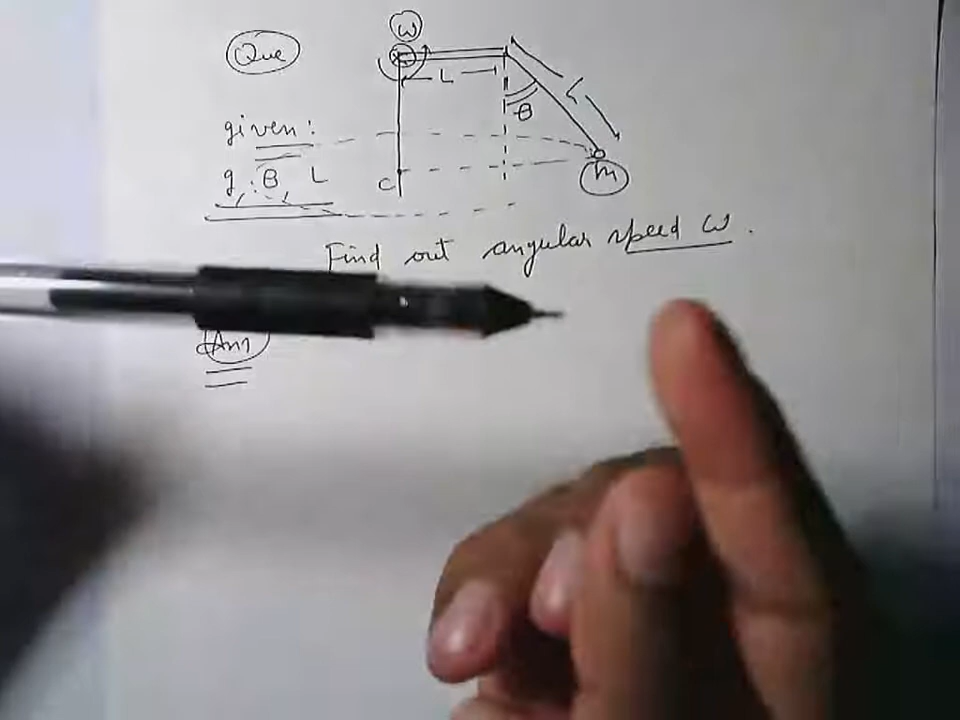 ω
Que
L
θ
given:
g, θ, L
C
m
Find out angular speed ω.
Ans